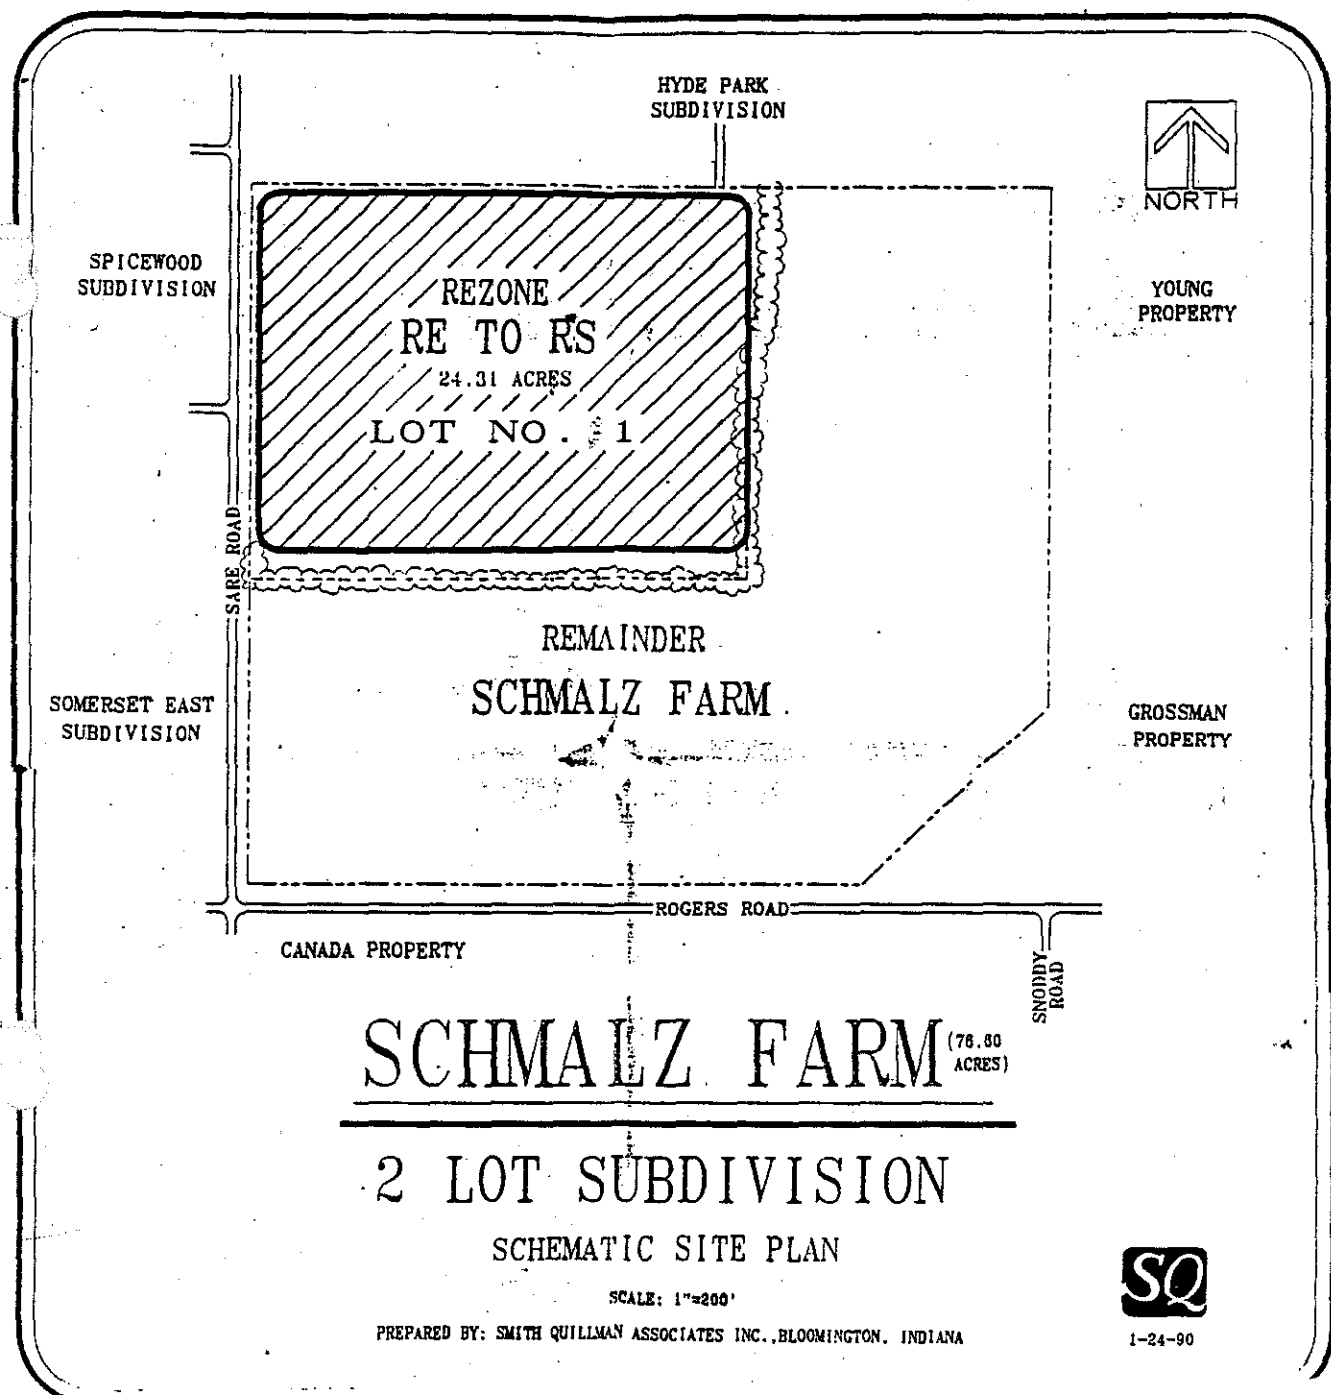 HYDE PARK
SUBDIVISION
NORTH
SPICEWOOD
SUBDIVISION
YOUNG
PROPERTY
REZONE
RE TO RS
24.31 ACRES
LOT NO. 1
SARE ROAD
REMAINDER
SCHMALZ FARM
SOMERSET EAST
SUBDIVISION
GROSSMAN
PROPERTY
ROGERS ROAD
CANADA PROPERTY
SNODDY
ROAD
SCHMALZ FARM
(76.60
ACRES)
2 LOT SUBDIVISION
SCHEMATIC SITE PLAN
SCALE: 1"=200'
PREPARED BY: SMITH QUILLMAN ASSOCIATES INC., BLOOMINGTON, INDIANA
SQ
1-24-90